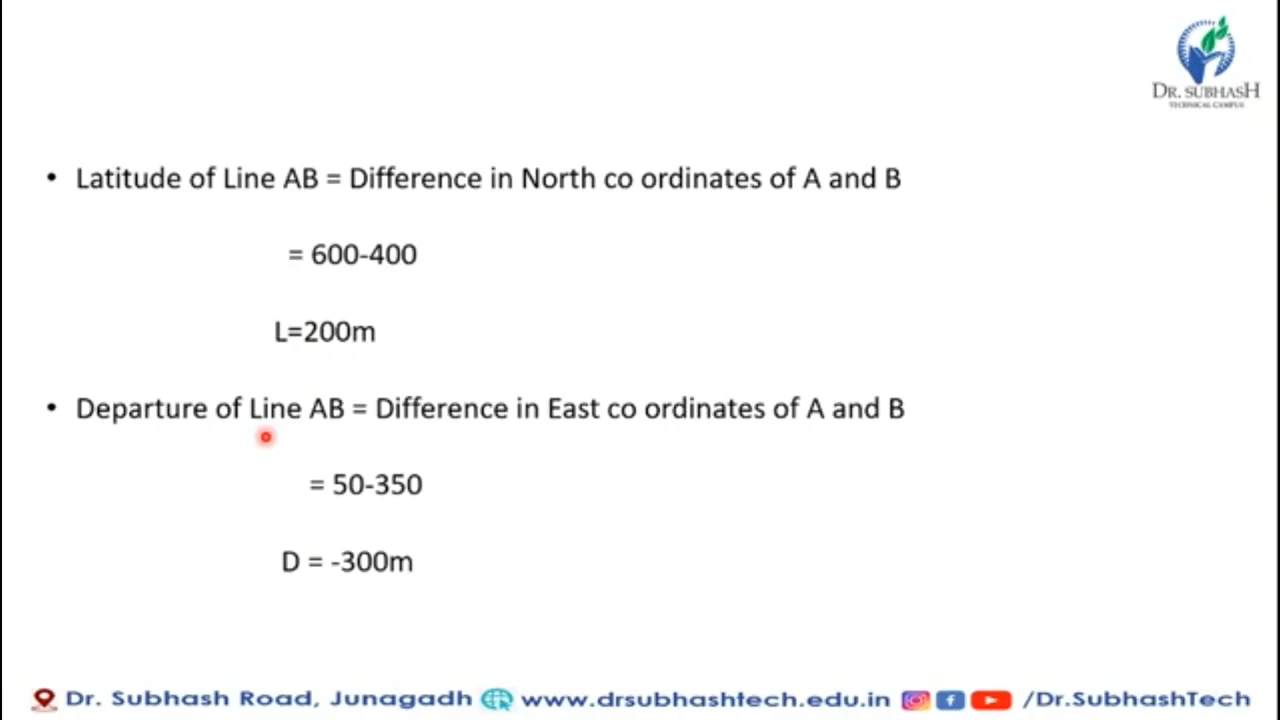 DR. SUBHASH
TECHNICAL CAMPUS
• Latitude of Line AB = Difference in North co ordinates of A and B
= 600-400
L=200m
• Departure of Line AB = Difference in East co ordinates of A and B
= 50-350
D = -300m
Dr. Subhash Road, Junagadh www.drsubhashtech.edu.in /Dr.SubhashTech